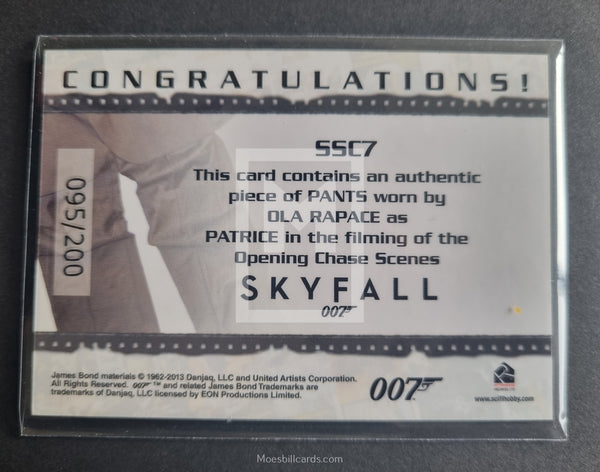 CONGRATULATIONS!
SSC7
This card contains an authentic
piece of PANTS worn by
OLA RAPACE as
PATRICE in the filming of the
Opening Chase Scenes
SKYFALL
007
095/200
James Bond materials © 1962-2013 Danjaq, LLC and United Artists Corporation.
All Rights Reserved. 007™ and related James Bond Trademarks are
trademarks of Danjaq, LLC licensed by EON Productions Limited.
007
www.scifihobby.com
Moesbillcards.com